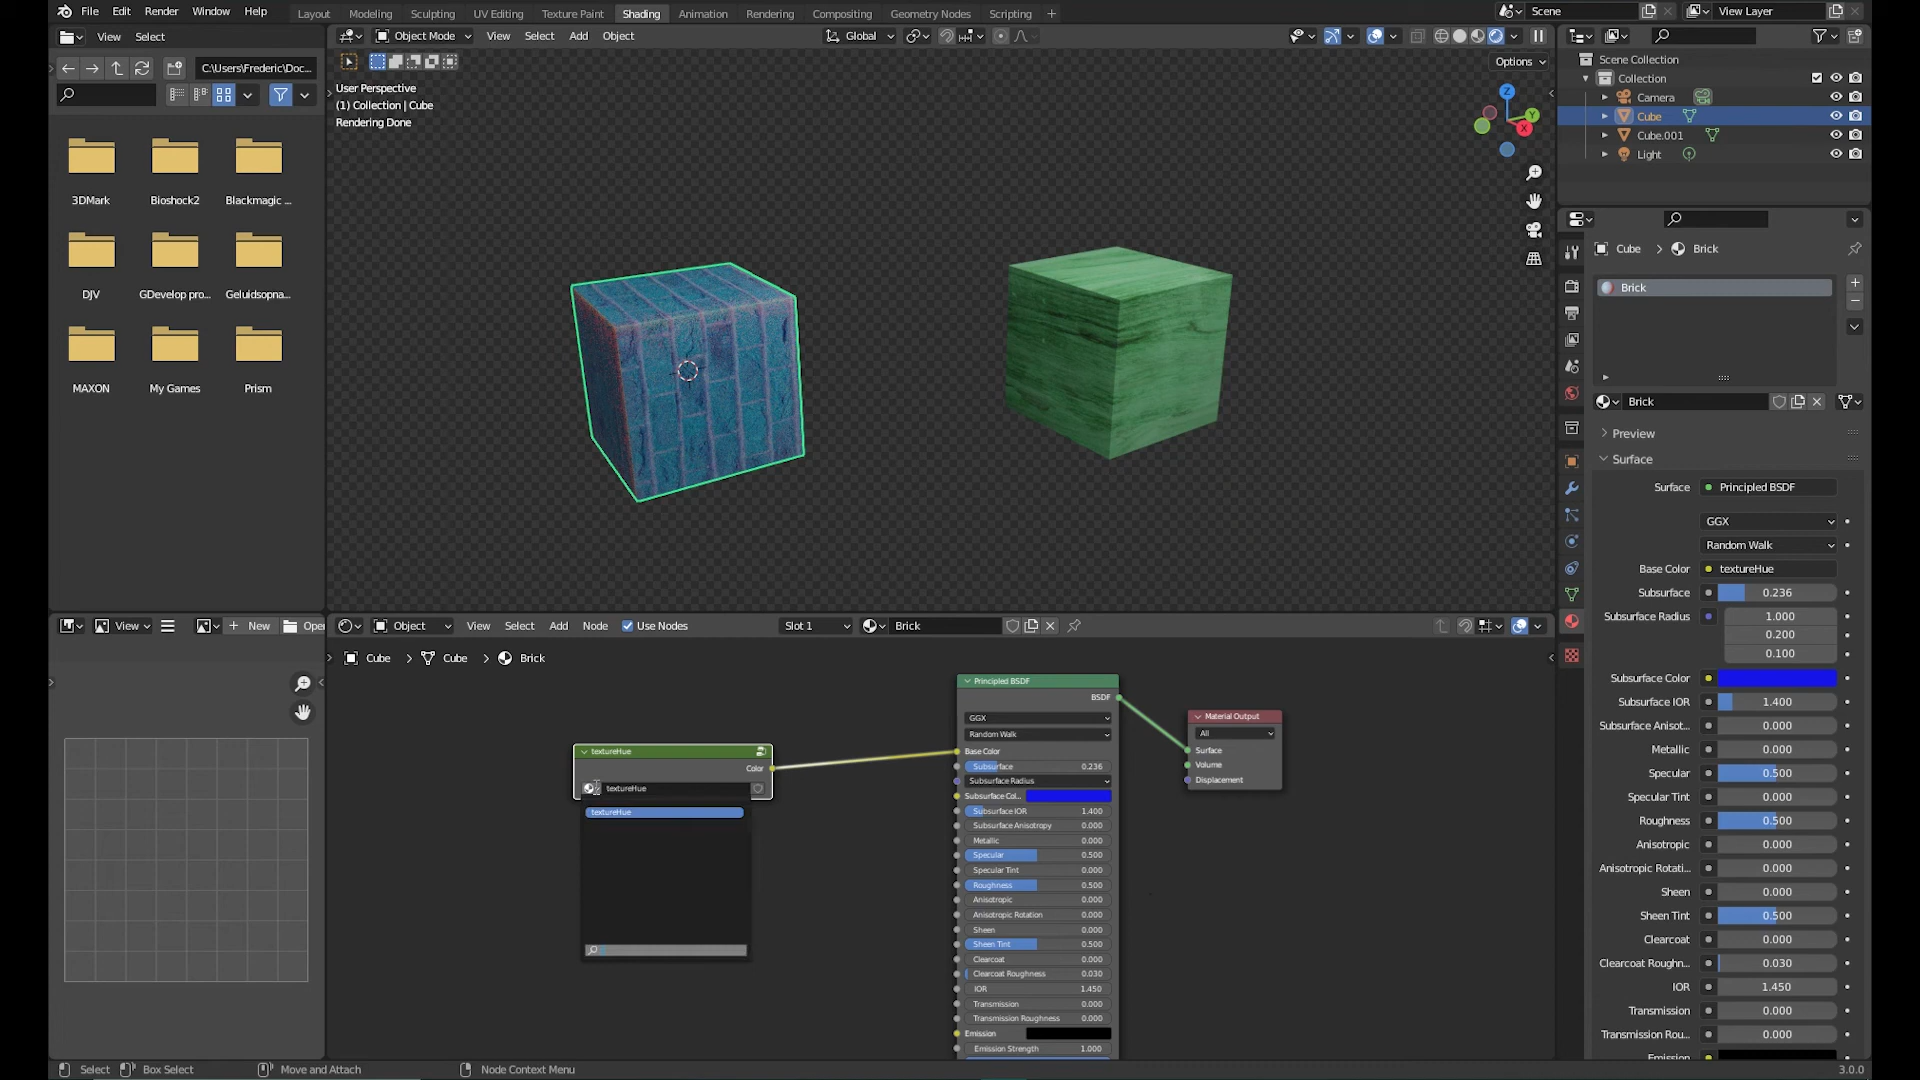 File Edit Render Window Help Layout Modeling Sculpting UV Editing Texture Paint Shading Animation Rendering Compositing Geometry Nodes Scripting + Scene View Layer
View Select
Object Mode View Select Add Object Global
C:\Users\Frederic\Doc...
Options
User Perspective
(1) Collection | Cube
Rendering Done
Z
Y
X
3DMark Bioshock2 Blackmagic ...
DJV GDevelop pro... Geluidsopna...
MAXON My Games Prism
Scene Collection
Collection
Camera
Cube
Cube.001
Light
Cube > Brick
Brick
Brick
Preview
Surface
Surface Principled BSDF
GGX
Random Walk
Base Color textureHue
Subsurface 0.236
Subsurface Radius 1.000
0.200
0.100
Subsurface Color
Subsurface IOR 1.400
Subsurface Anisot... 0.000
Metallic 0.000
Specular 0.500
Specular Tint 0.000
Roughness 0.500
Anisotropic 0.000
Anisotropic Rotati... 0.000
Sheen 0.000
Sheen Tint 0.500
Clearcoat 0.000
Clearcoat Roughn... 0.030
IOR 1.450
Transmission 0.000
Transmission Rou... 0.000
Emission
View + New Open
Object View Select Add Node Use Nodes Slot 1 Brick
Cube > Cube > Brick
textureHue
Color
textureHue
textureHue
Principled BSDF
BSDF
GGX
Random Walk
Base Color
Subsurface 0.236
Subsurface Radius
Subsurface Col...
Subsurface IOR 1.400
Subsurface Anisotropy 0.000
Metallic 0.000
Specular 0.500
Specular Tint 0.000
Roughness 0.500
Anisotropic 0.000
Anisotropic Rotation 0.000
Sheen 0.000
Sheen Tint 0.500
Clearcoat 0.000
Clearcoat Roughness 0.030
IOR 1.450
Transmission 0.000
Transmission Roughness 0.000
Emission
Emission Strength 1.000
Material Output
All
Surface
Volume
Displacement
Select Box Select Move and Attach Node Context Menu 3.0.0